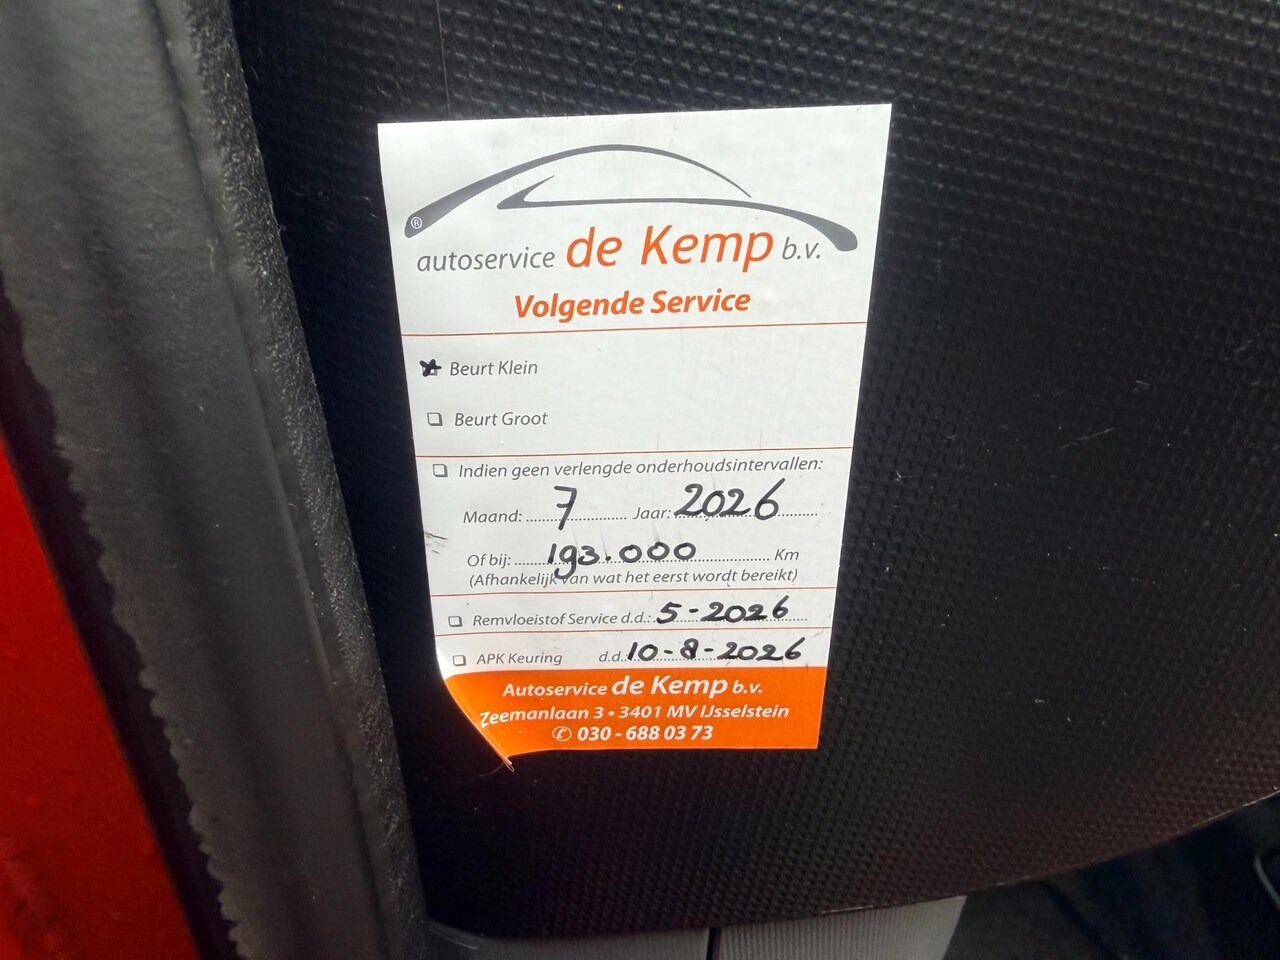 ®
autoservice de Kemp b.v.
Volgende Service
Beurt Klein
Beurt Groot
Indien geen verlengde onderhoudsintervallen:
Maand: 7 Jaar: 2026
Of bij: 193.000 Km
(Afhankelijk van wat het eerst wordt bereikt)
Remvloeistof Service d.d.: 5-2026
APK Keuring d.d. 10-8-2026
Autoservice de Kemp b.v.
Zeemanlaan 3 • 3401 MV IJsselstein
✆ 030 - 688 03 73